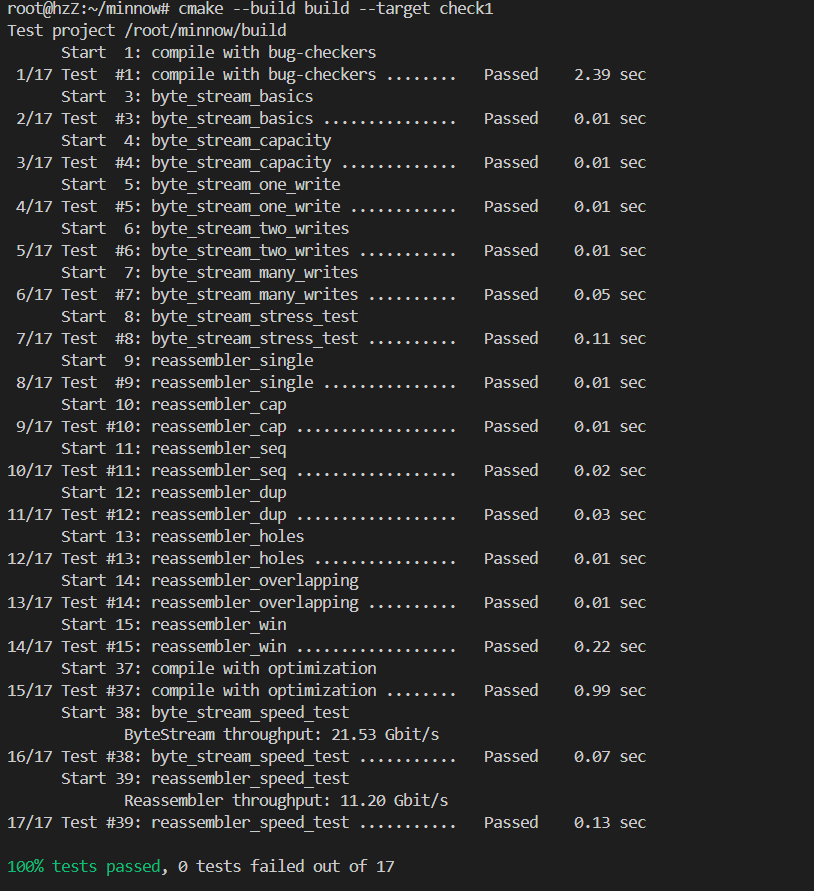 root@hzZ:~/minnow# cmake --build build --target check1
Test project /root/minnow/build
      Start  1: compile with bug-checkers
 1/17 Test  #1: compile with bug-checkers ........   Passed    2.39 sec
      Start  3: byte_stream_basics
 2/17 Test  #3: byte_stream_basics ...............   Passed    0.01 sec
      Start  4: byte_stream_capacity
 3/17 Test  #4: byte_stream_capacity .............   Passed    0.01 sec
      Start  5: byte_stream_one_write
 4/17 Test  #5: byte_stream_one_write ............   Passed    0.01 sec
      Start  6: byte_stream_two_writes
 5/17 Test  #6: byte_stream_two_writes ...........   Passed    0.01 sec
      Start  7: byte_stream_many_writes
 6/17 Test  #7: byte_stream_many_writes ..........   Passed    0.05 sec
      Start  8: byte_stream_stress_test
 7/17 Test  #8: byte_stream_stress_test ..........   Passed    0.11 sec
      Start  9: reassembler_single
 8/17 Test  #9: reassembler_single ...............   Passed    0.01 sec
      Start 10: reassembler_cap
 9/17 Test #10: reassembler_cap ..................   Passed    0.01 sec
      Start 11: reassembler_seq
10/17 Test #11: reassembler_seq ..................   Passed    0.02 sec
      Start 12: reassembler_dup
11/17 Test #12: reassembler_dup ..................   Passed    0.03 sec
      Start 13: reassembler_holes
12/17 Test #13: reassembler_holes ................   Passed    0.01 sec
      Start 14: reassembler_overlapping
13/17 Test #14: reassembler_overlapping ..........   Passed    0.01 sec
      Start 15: reassembler_win
14/17 Test #15: reassembler_win ..................   Passed    0.22 sec
      Start 37: compile with optimization
15/17 Test #37: compile with optimization ........   Passed    0.99 sec
      Start 38: byte_stream_speed_test
             ByteStream throughput: 21.53 Gbit/s
16/17 Test #38: byte_stream_speed_test ...........   Passed    0.07 sec
      Start 39: reassembler_speed_test
             Reassembler throughput: 11.20 Gbit/s
17/17 Test #39: reassembler_speed_test ...........   Passed    0.13 sec

100% tests passed, 0 tests failed out of 17